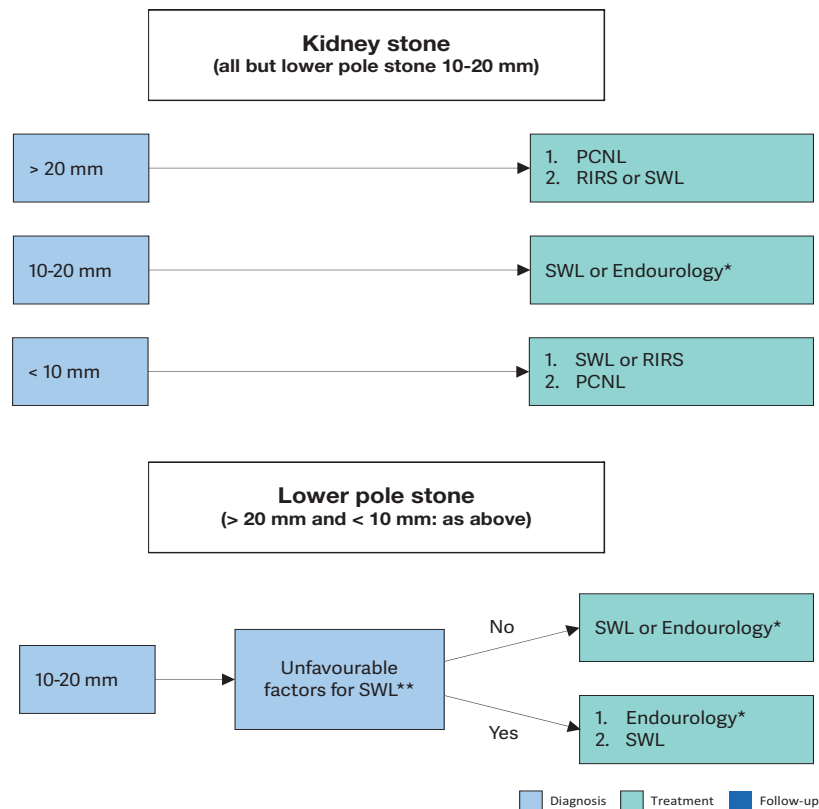 Kidney stone
(all but lower pole stone 10-20 mm)
> 20 mm
1. PCNL
2. RIRS or SWL
10-20 mm
SWL or Endourology*
< 10 mm
1. SWL or RIRS
2. PCNL
Lower pole stone
(> 20 mm and < 10 mm: as above)
10-20 mm
Unfavourable
factors for SWL**
No
SWL or Endourology*
Yes
1. Endourology*
2. SWL
Diagnosis Treatment Follow-up